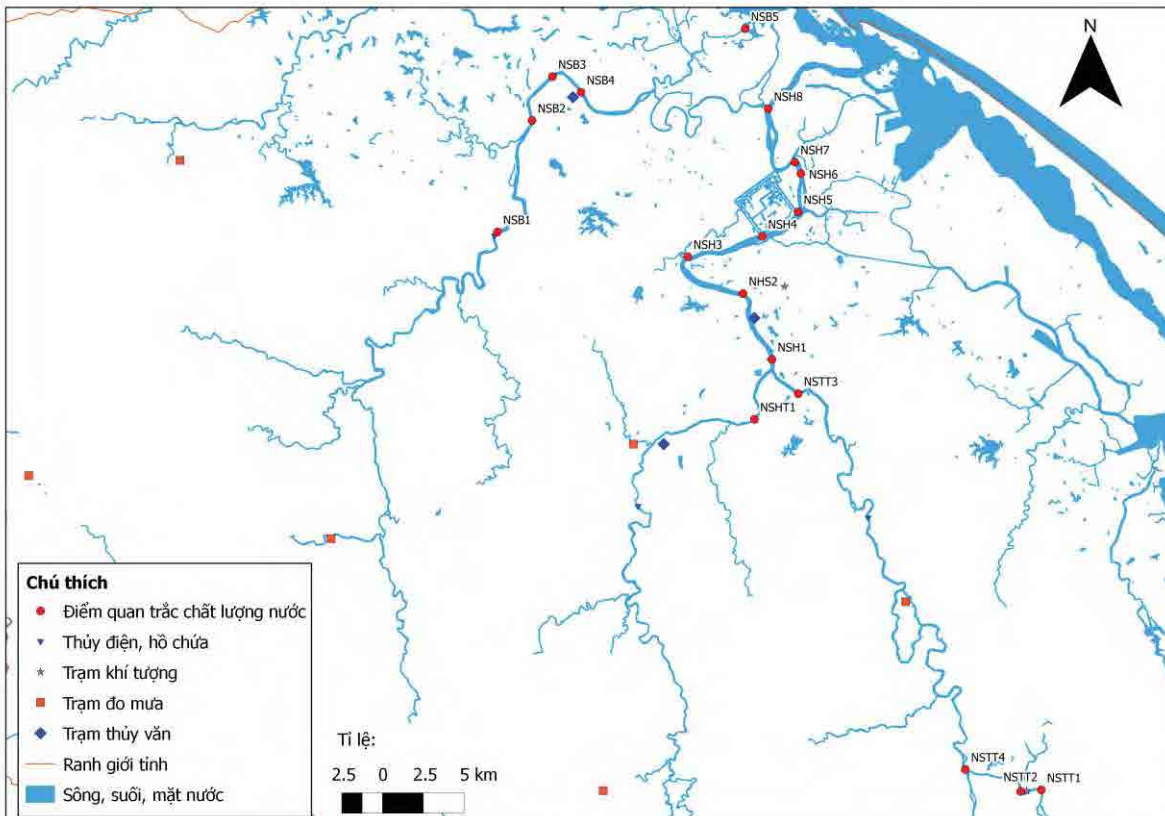 NSB5
N
NSB3
NSB4
NSB2
NSH8
NSH7
NSH6
NSH5
NSB1
NSH4
NSH3
NHS2
NSH1
NSTT3
NSHT1
Chú thích
Điểm quan trắc chất lượng nước
Thủy điện, hồ chứa
Trạm khí tượng
Trạm đo mưa
Trạm thủy văn
Ranh giới tỉnh
Sông, suối, mặt nước
Tỉ lệ:
2.5 0 2.5 5 km
NSTT4
NSTT2 NSTT1